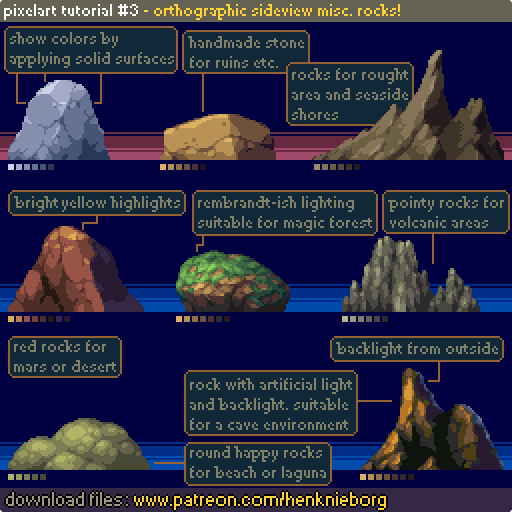 pixelart tutorial #3 - orthographic sideview misc. rocks!
show colors by
applying solid surfaces
handmade stone
for ruins etc.
rocks for rought
area and seaside
shores
bright yellow highlights
rembrandt-ish lighting
suitable for magic forest
pointy rocks for
volcanic areas
red rocks for
mars or desert
backlight from outside
rock with artificial light
and backlight. suitable
for a cave environment
round happy rocks
for beach or laguna
download files: www.patreon.com/henknieborg